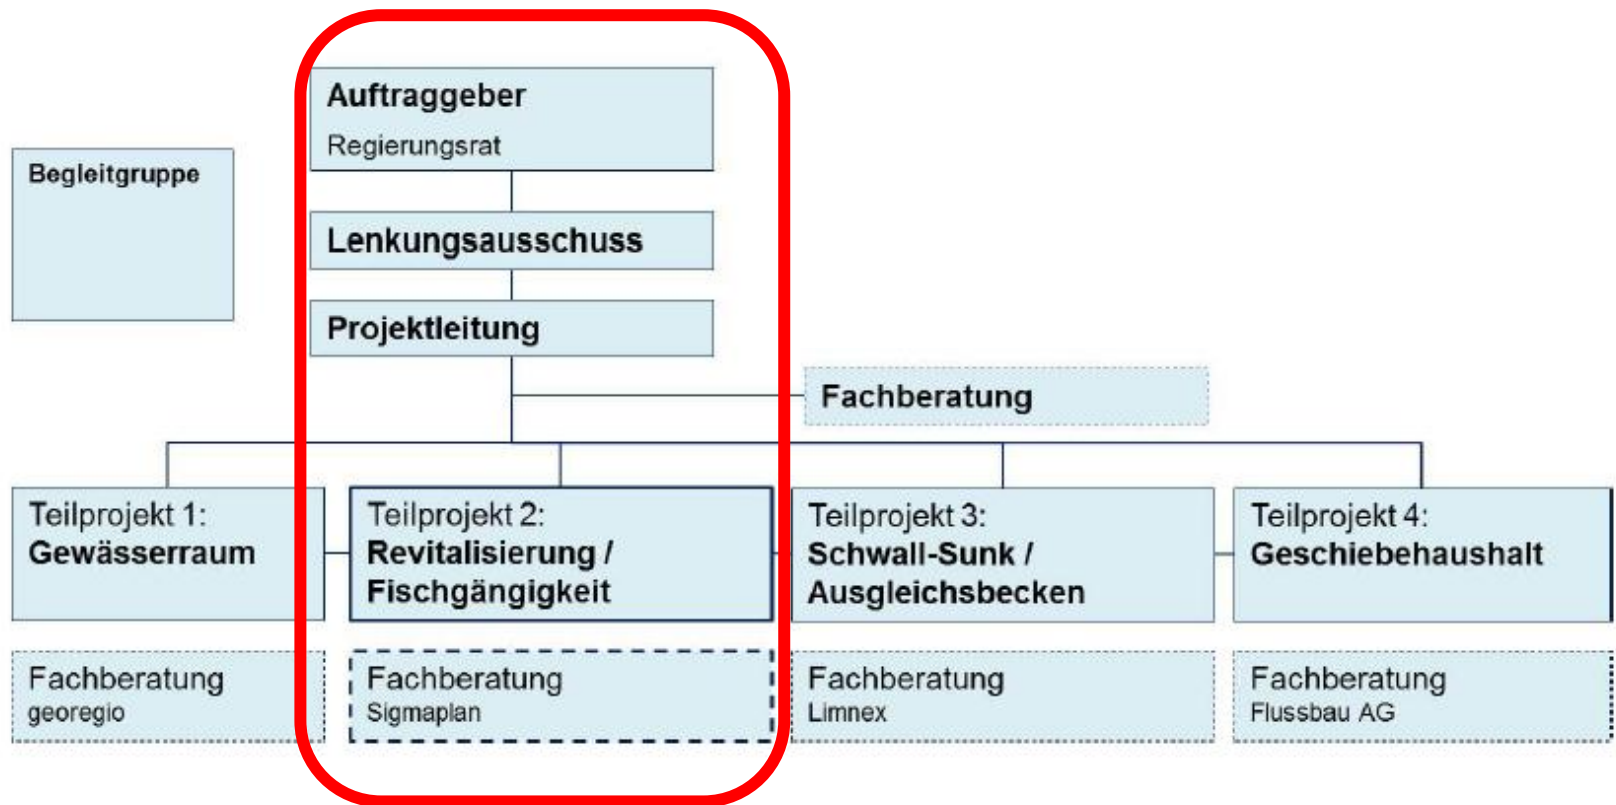 Auftraggeber
Regierungsrat
Begleitgruppe
Lenkungsausschuss
Projektleitung
Fachberatung
Teilprojekt 1:
Gewässerraum
Teilprojekt 2:
Revitalisierung /
Fischgängigkeit
Teilprojekt 3:
Schwall-Sunk /
Ausgleichsbecken
Teilprojekt 4:
Geschiebehaushalt
Fachberatung
georegio
Fachberatung
Sigmaplan
Fachberatung
Limnex
Fachberatung
Flussbau AG